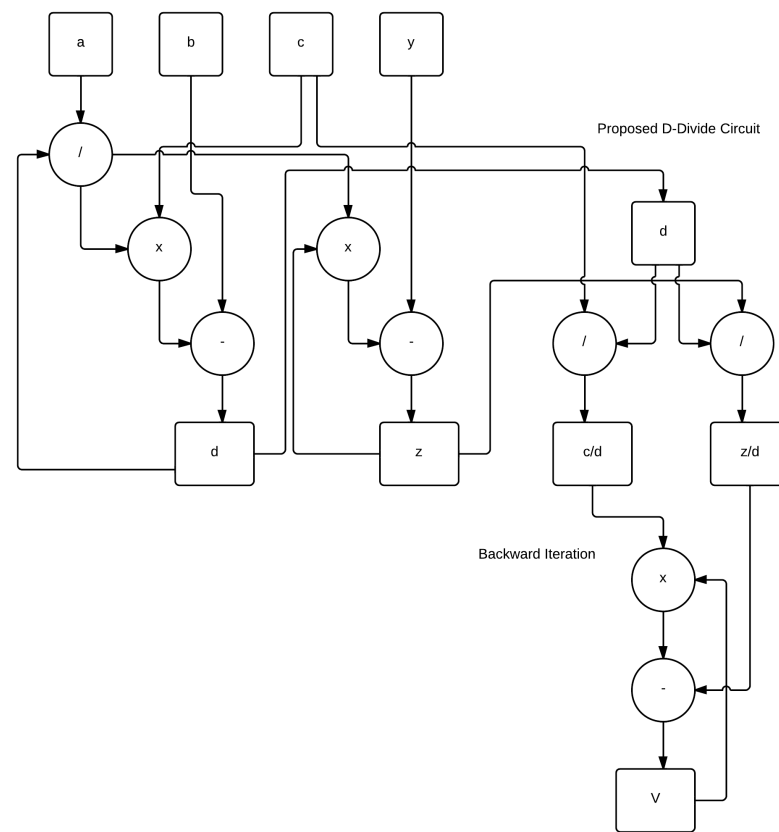 a b c y
Proposed D-Divide Circuit
/
x x d
- - / /
d z c/d z/d
Backward Iteration
x
-
V